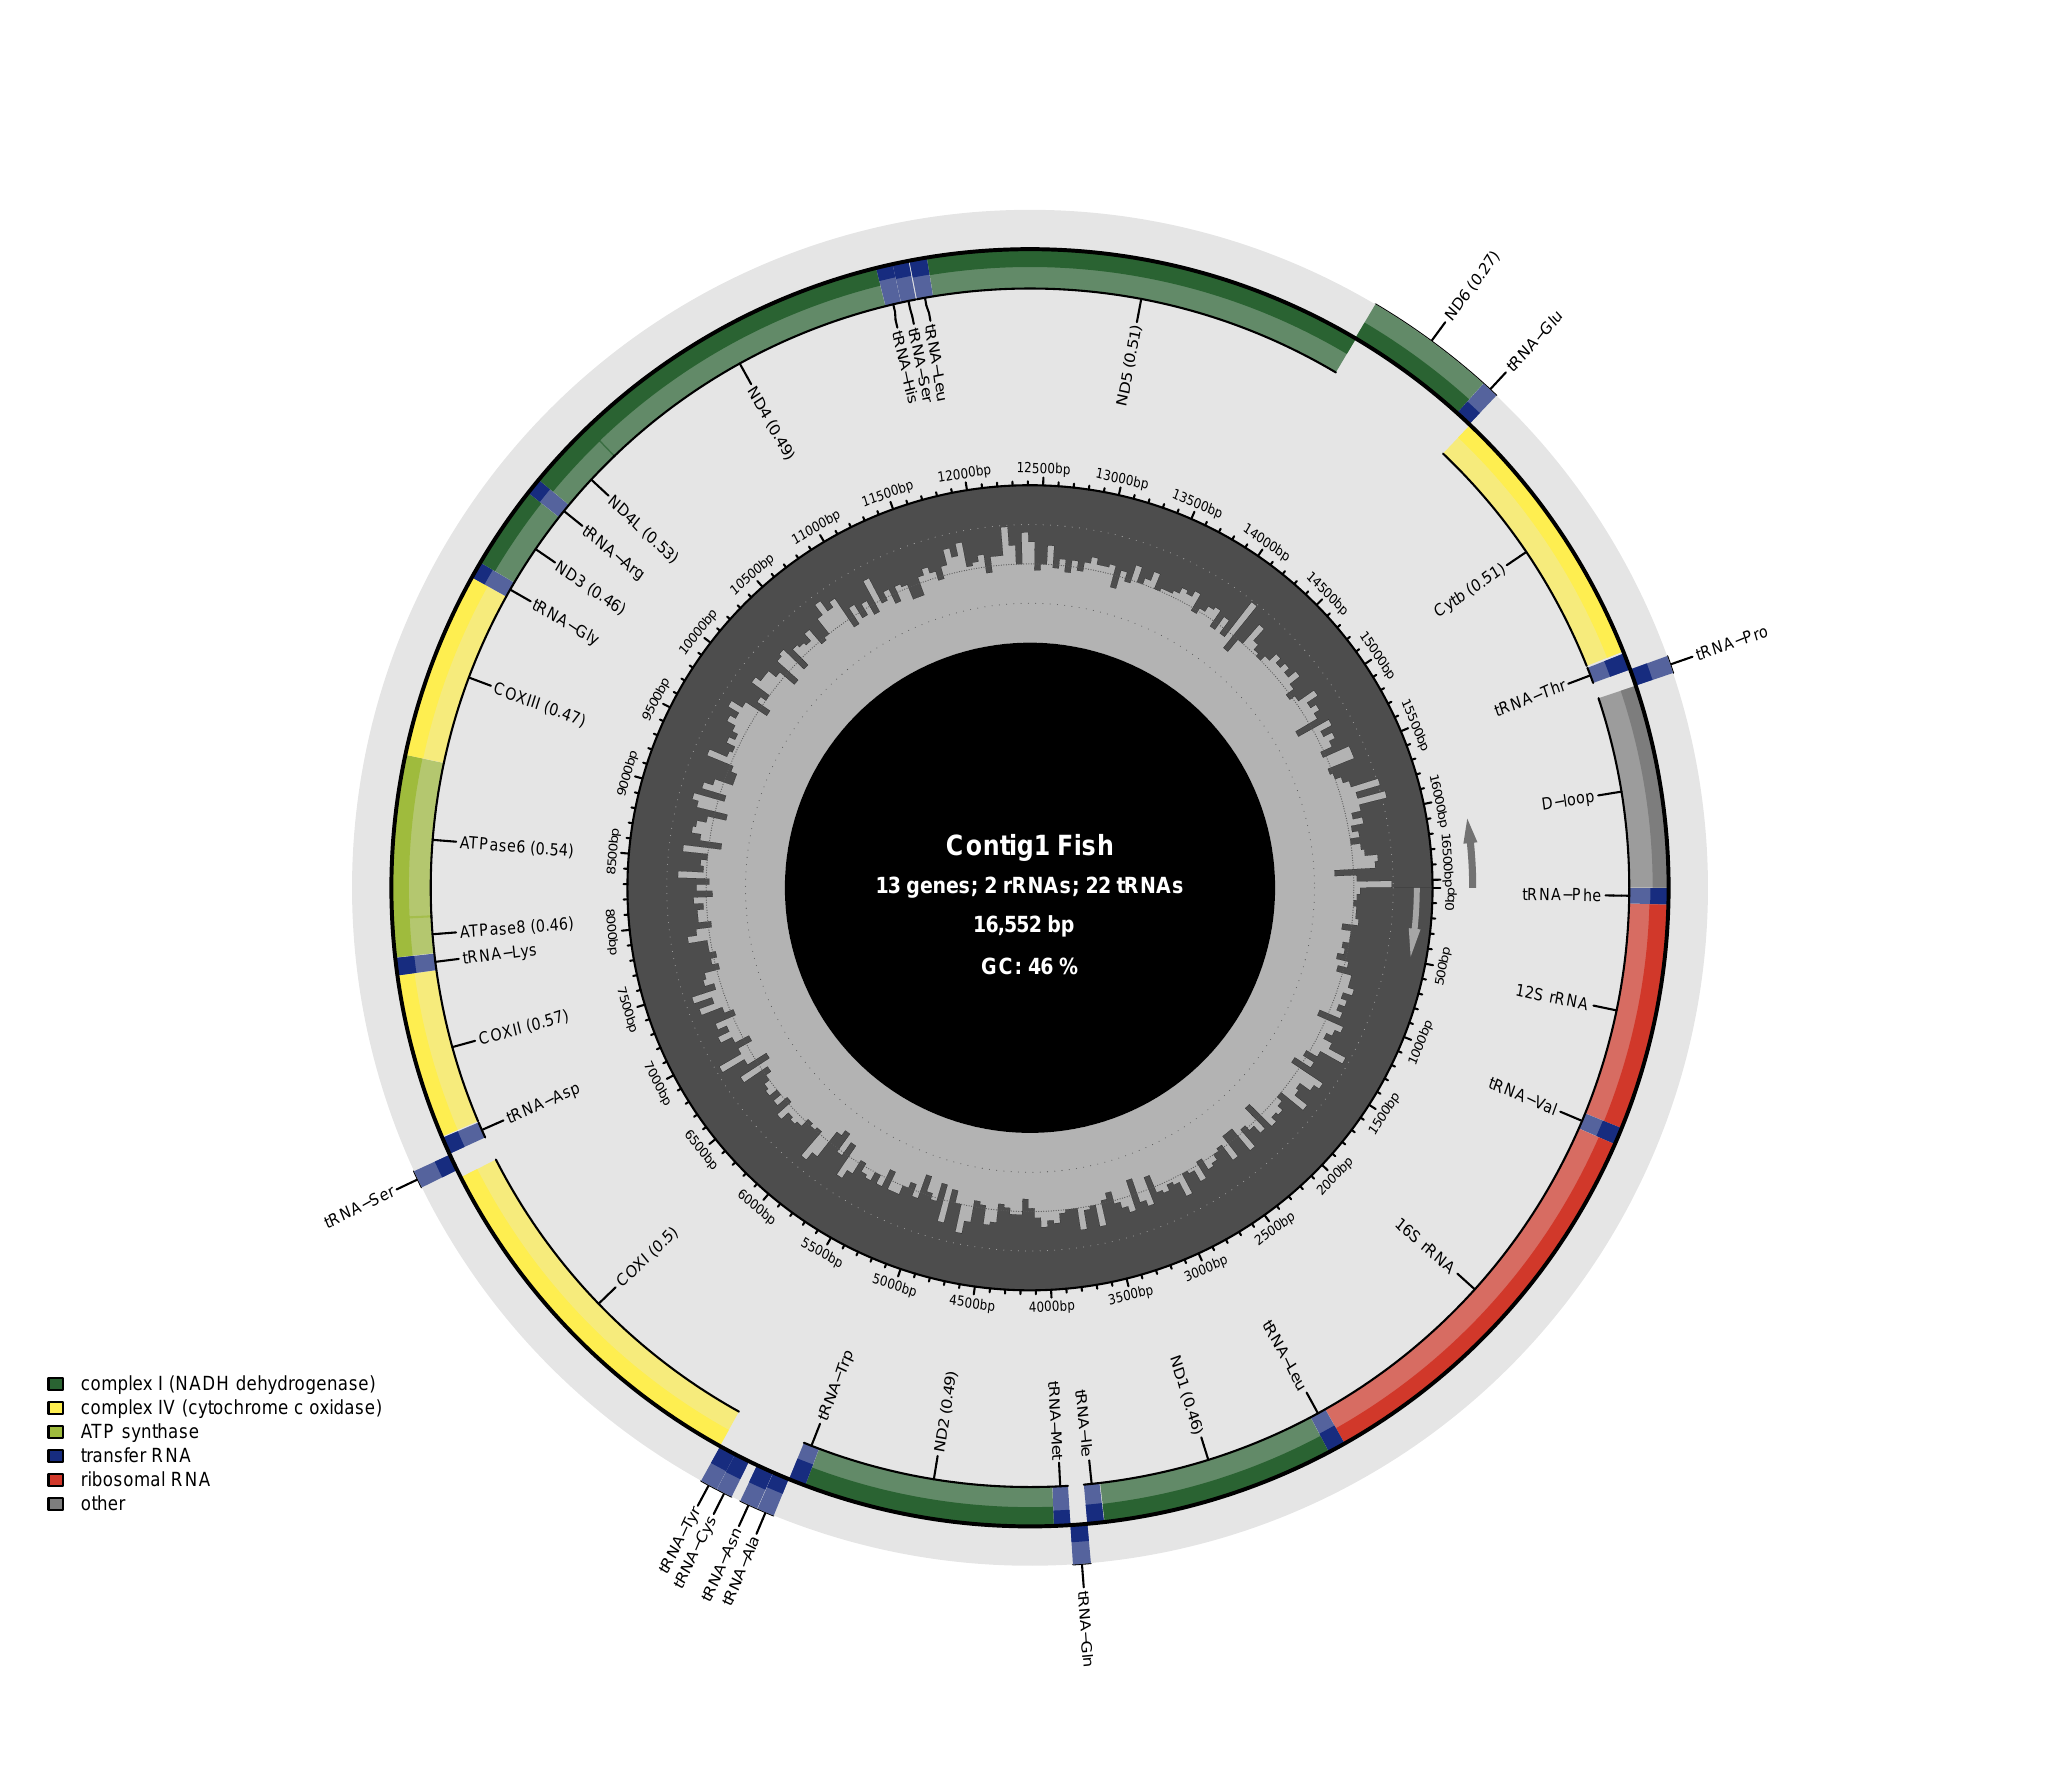 Contig1 Fish
13 genes; 2 rRNAs; 22 tRNAs
16,552 bp
GC: 46 %
tRNA–Phe
12S rRNA
tRNA–Val
16S rRNA
tRNA–Leu
ND1 (0.46)
tRNA–Ile
tRNA–Gln
tRNA–Met
ND2 (0.49)
tRNA–Trp
tRNA–Ala
tRNA–Asn
tRNA–Cys
tRNA–Tyr
COXI (0.5)
tRNA–Ser
tRNA–Asp
COXII (0.57)
tRNA–Lys
ATPase8 (0.46)
ATPase6 (0.54)
COXIII (0.47)
tRNA–Gly
ND3 (0.46)
tRNA–Arg
ND4L (0.53)
ND4 (0.49)
tRNA–His
tRNA–Ser
tRNA–Leu
ND5 (0.51)
ND6 (0.27)
tRNA–Glu
Cytb (0.51)
tRNA–Thr
tRNA–Pro
D–loop
0bp
500bp
1000bp
1500bp
2000bp
2500bp
3000bp
3500bp
4000bp
4500bp
5000bp
5500bp
6000bp
6500bp
7000bp
7500bp
8000bp
8500bp
9000bp
9500bp
10000bp
10500bp
11000bp
11500bp
12000bp
12500bp
13000bp
13500bp
14000bp
14500bp
15000bp
15500bp
16000bp
16500bp
complex I (NADH dehydrogenase)
complex IV (cytochrome c oxidase)
ATP synthase
transfer RNA
ribosomal RNA
other